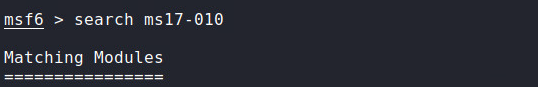 msf6 > search ms17-010
Matching Modules
================